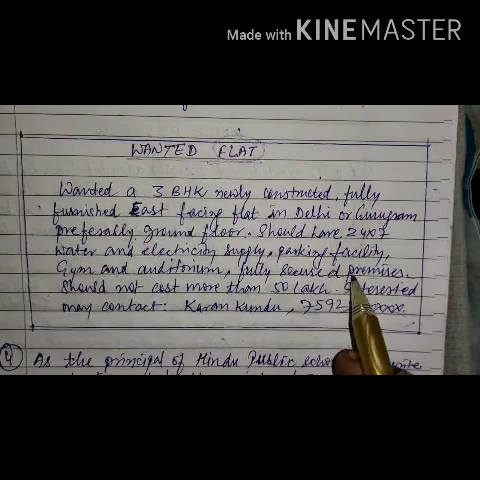 Made with KINEMASTER
WANTED FLAT
Wanted a 3 BHK newly constructed, fully
furnished East facing flat in Delhi or Gurugram
preferably ground floor. Should have 24x7
water and electricity supply, parking facility,
Gym and auditorium, fully secured premises.
Should not cost more than 50 lakh. Interested
may contact: Karan Kundu, 7592
4 As the principal of Hindu Public